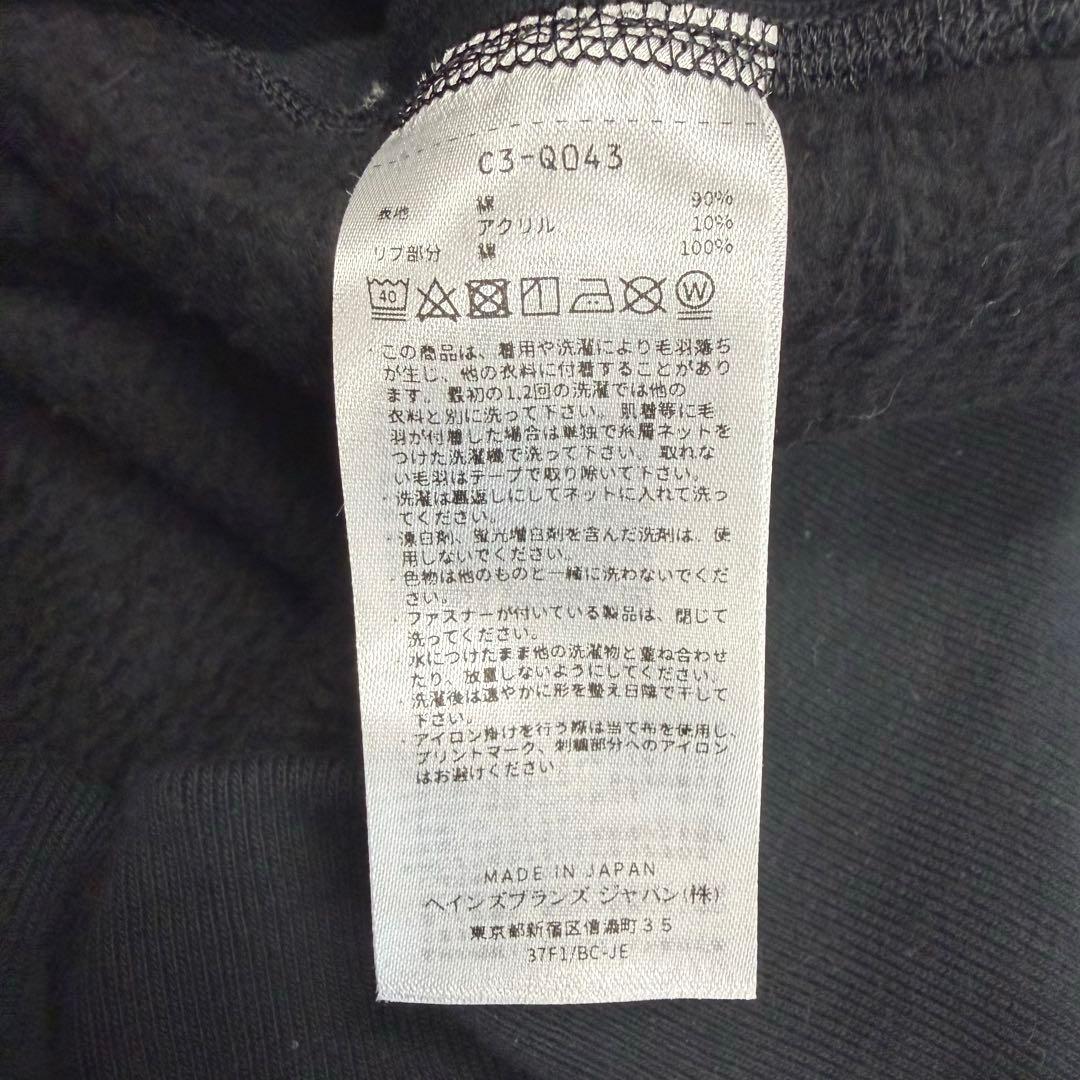 C3-Q043
表地 綿 90%
アクリル 10%
リブ部分 綿 100%
40 W
・この商品は、着用や洗濯により毛羽落ち
が生し、他の衣料に付着することがあり
ます。最初の1,2回の洗濯では他の
衣料と別に洗って下さい。肌着等に毛
羽が付着した場合は単独で糸屑ネットを
つけた洗濯機で洗って下さい。取れな
い毛羽はテープで取り除いて下さい。
・洗濯は裏返しにしてネットに入れて洗っ
てください。
・漂白剤、蛍光増白剤を含んだ洗剤は、使
用しないでください。
・色物は他のものと一緒に洗わないでくだ
さい。
・ファスナーが付いている製品は、閉じて
洗ってください。
・水につけたまま他の洗濯物と重ね合わせ
たり、放置しないようにしてください。
・洗濯後は速やかに形を整え日陰で干して
下さい。
・アイロン掛けを行う際は当て布を使用し、
プリントマーク、刺繍部分へのアイロン
はお避けください。
MADE IN JAPAN
ヘインズブランズ ジャパン(株)
東京都新宿区信濃町35
37F1/BC-JE